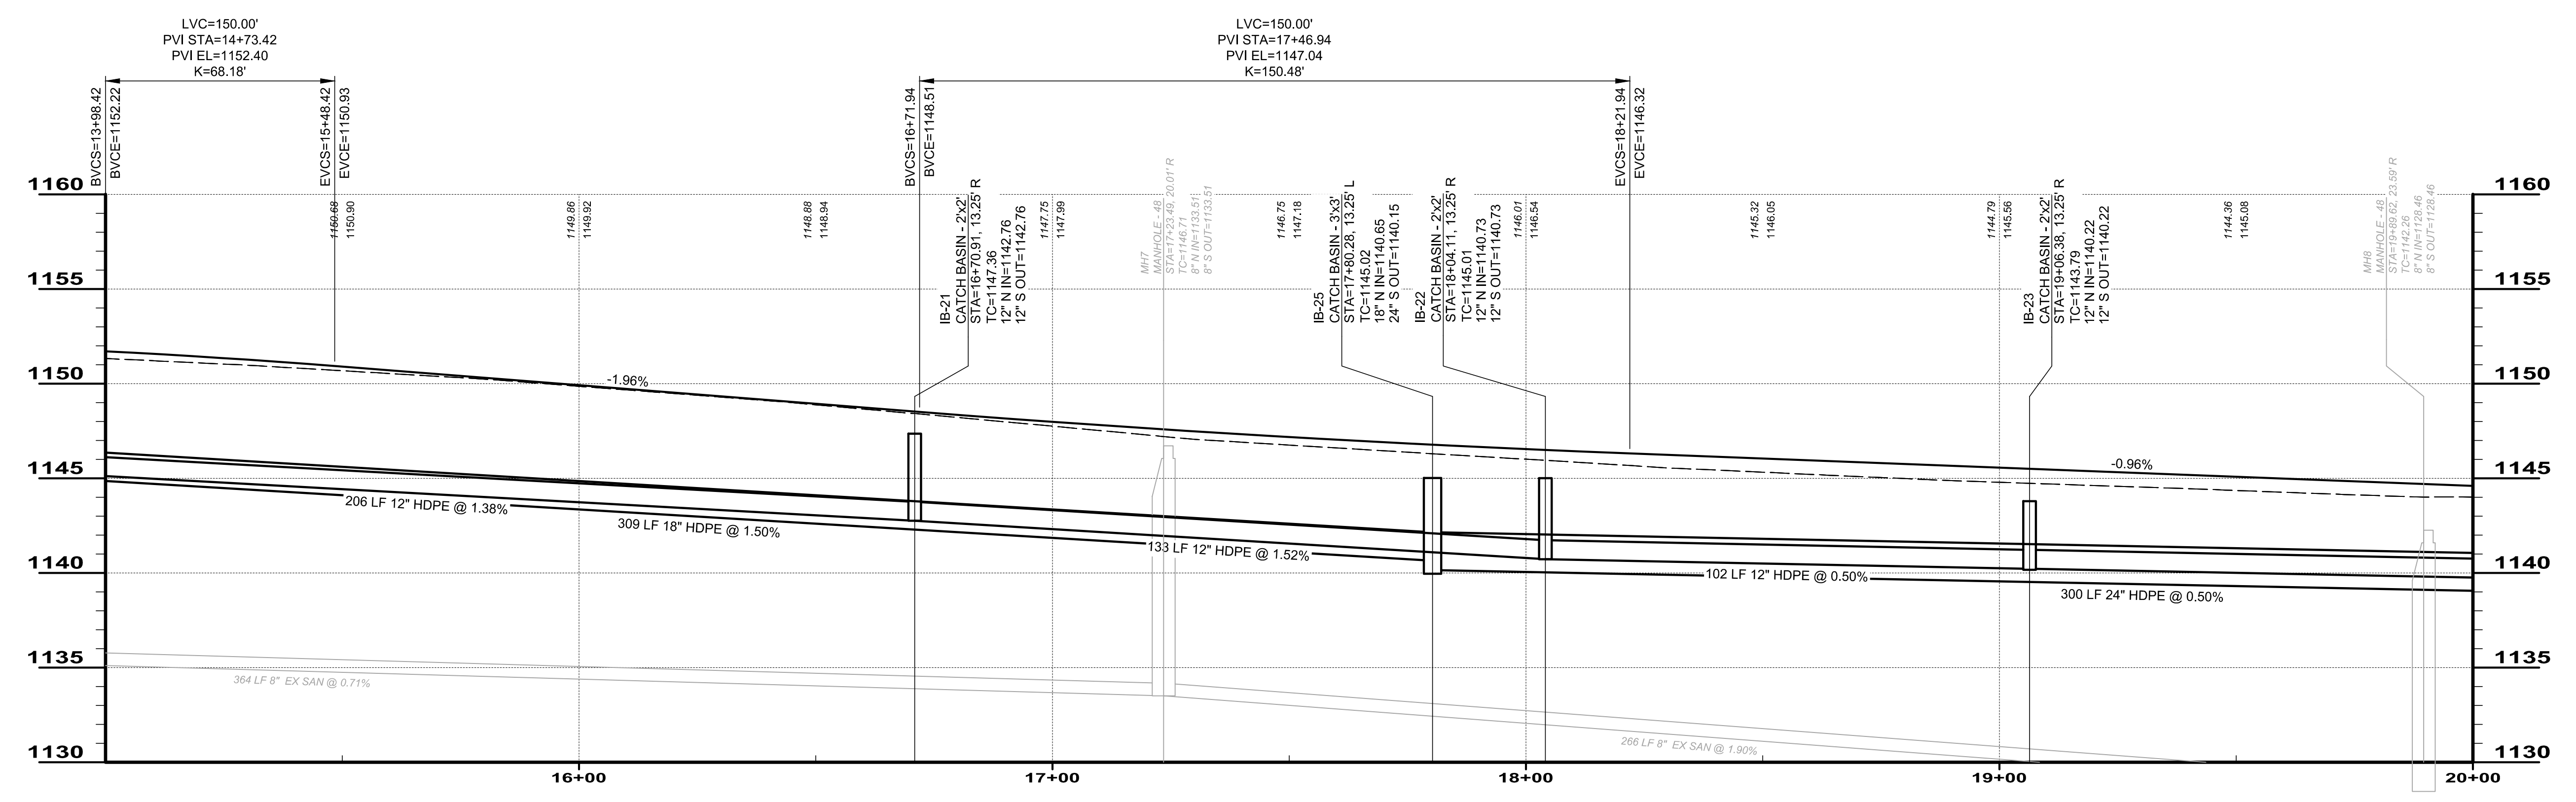 LVC=150.00'
PVI STA=14+73.42
PVI EL=1152.40
K=68.18'
LVC=150.00'
PVI STA=17+46.94
PVI EL=1147.04
K=150.48'
BVCS=13+98.42
BVCE=1152.22
EVCS=15+48.42
EVCE=1150.93
BVCS=16+71.94
BVCE=1148.51
EVCS=18+21.94
EVCE=1146.32
1160
1160
1150.68
1150.90
1149.86
1149.92
1148.88
1148.94
1147.75
1147.99
1146.75
1147.18
1146.01
1146.54
1145.32
1146.05
1144.79
1145.56
1144.36
1145.08
IB-21
CATCH BASIN - 2'x2'
STA=16+70.91, 13.25' R
TC=1147.36
12" N IN=1142.76
12" S OUT=1142.76
MH7
MANHOLE - 48
STA=17+23.49, 20.01' R
TC=1146.71
8" N IN=1133.51
8" S OUT=1133.51
IB-25
CATCH BASIN - 3'x3'
STA=17+80.28, 13.25' L
TC=1145.02
18" N IN=1140.65
24" S OUT=1140.15
IB-22
CATCH BASIN - 2'x2'
STA=18+04.11, 13.25' R
TC=1145.01
12" N IN=1140.73
12" S OUT=1140.73
IB-23
CATCH BASIN - 2'x2'
STA=19+06.38, 13.25' R
TC=1143.79
12" N IN=1140.22
12" S OUT=1140.22
MH8
MANHOLE - 48
STA=19+89.62, 23.59' R
TC=1142.26
8" N IN=1128.46
8" S OUT=1128.46
1155
1155
1150
1150
-1.96%
-0.96%
1145
1145
206 LF 12" HDPE @ 1.38%
309 LF 18" HDPE @ 1.50%
133 LF 12" HDPE @ 1.52%
102 LF 12" HDPE @ 0.50%
300 LF 24" HDPE @ 0.50%
1140
1140
1135
1135
364 LF 8" EX SAN @ 0.71%
266 LF 8" EX SAN @ 1.90%
1130
1130
16+00
17+00
18+00
19+00
20+00